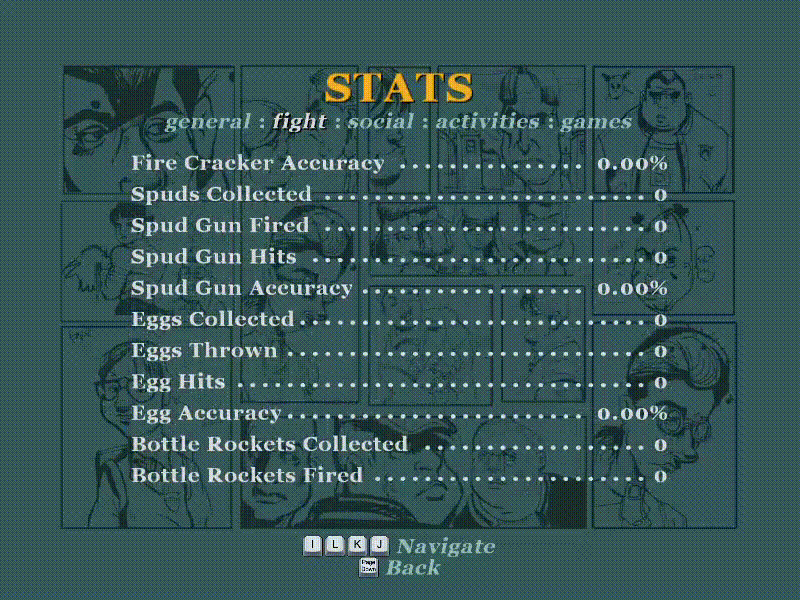 STATS
general : fight : social : activities : games
Fire Cracker Accuracy ............... 0.00%
Spuds Collected .......................... 0
Spud Gun Fired .......................... 0
Spud Gun Hits ........................... 0
Spud Gun Accuracy .................. 0.00%
Eggs Collected ............................ 0
Eggs Thrown ............................. 0
Egg Hits ................................. 0
Egg Accuracy ........................ 0.00%
Bottle Rockets Collected .................. 0
Bottle Rockets Fired ...................... 0
I L K J Navigate
Page Down Back